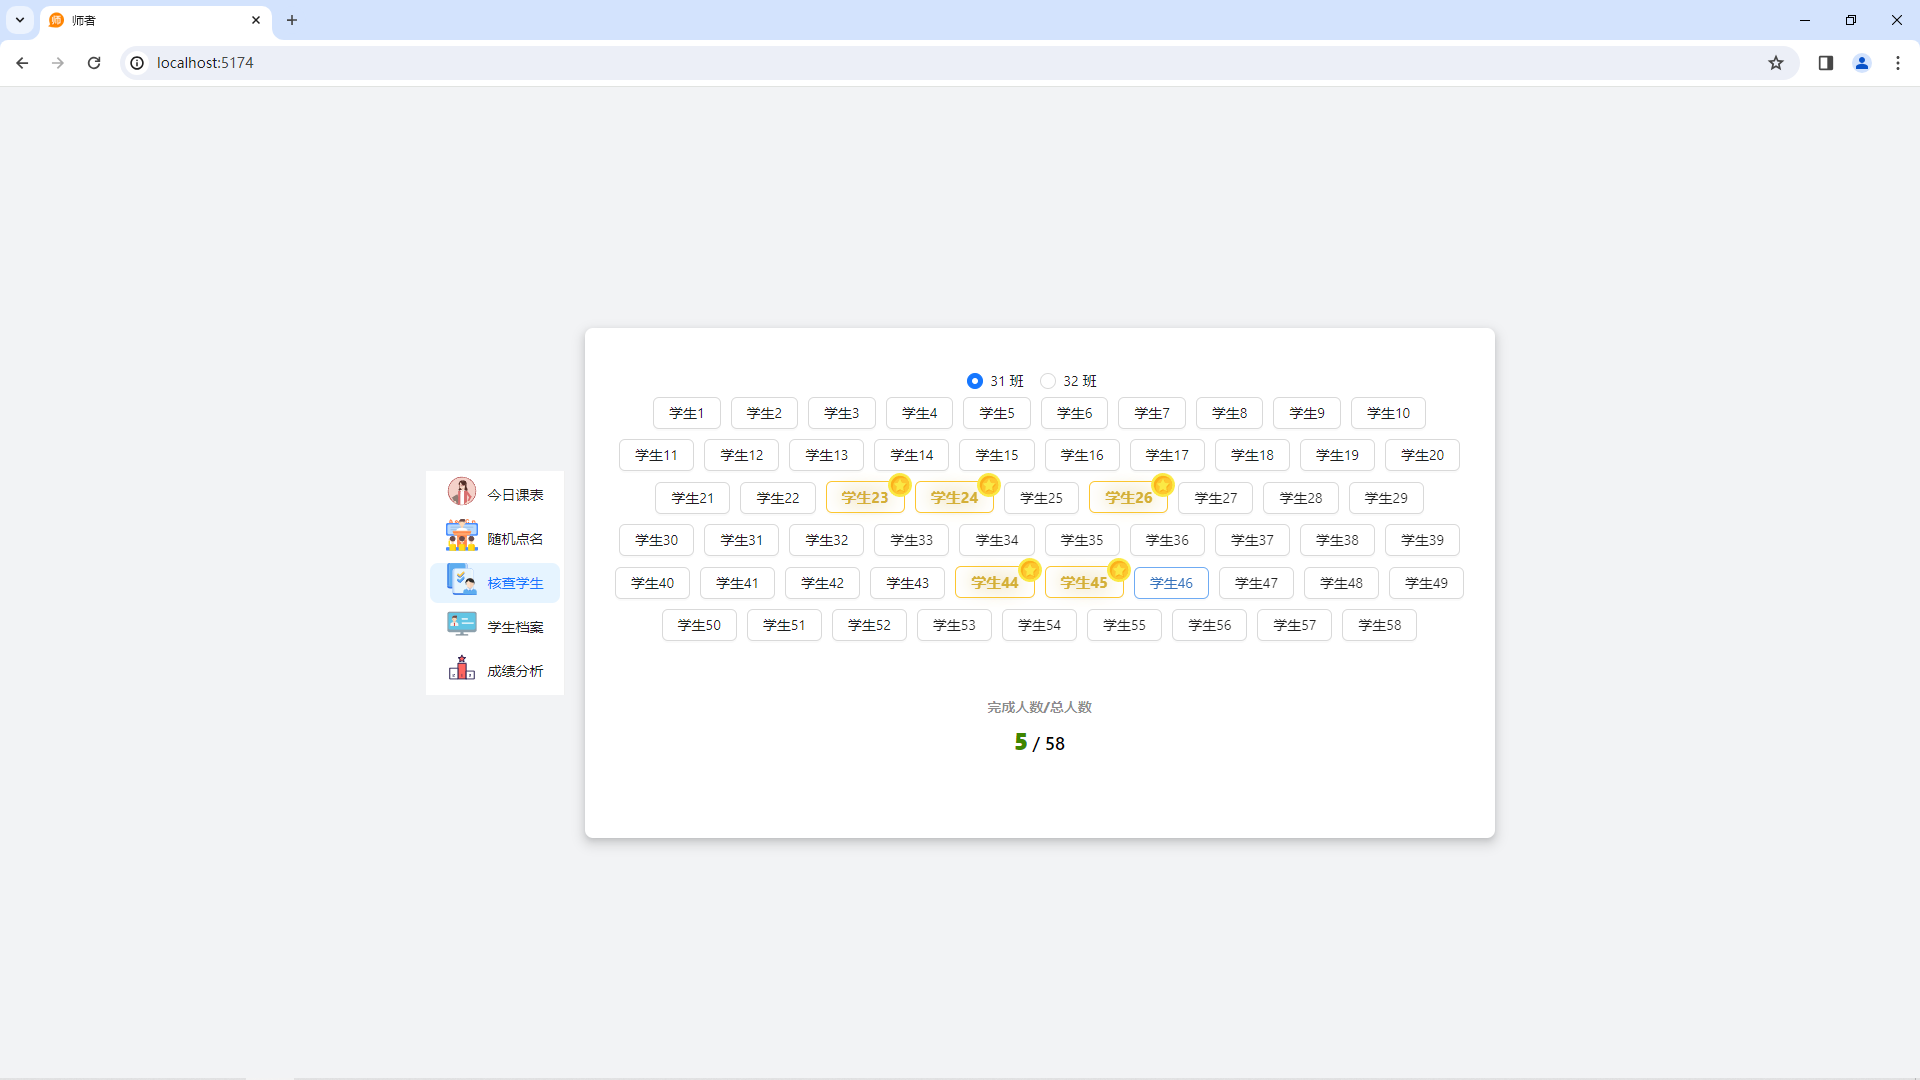 师者
localhost:5174
31 班 32 班
学生1 学生2 学生3 学生4 学生5 学生6 学生7 学生8 学生9 学生10
学生11 学生12 学生13 学生14 学生15 学生16 学生17 学生18 学生19 学生20
学生21 学生22 学生23 学生24 学生25 学生26 学生27 学生28 学生29
学生30 学生31 学生32 学生33 学生34 学生35 学生36 学生37 学生38 学生39
学生40 学生41 学生42 学生43 学生44 学生45 学生46 学生47 学生48 学生49
学生50 学生51 学生52 学生53 学生54 学生55 学生56 学生57 学生58
今日课表
随机点名
核查学生
学生档案
成绩分析
完成人数/总人数
5 / 58